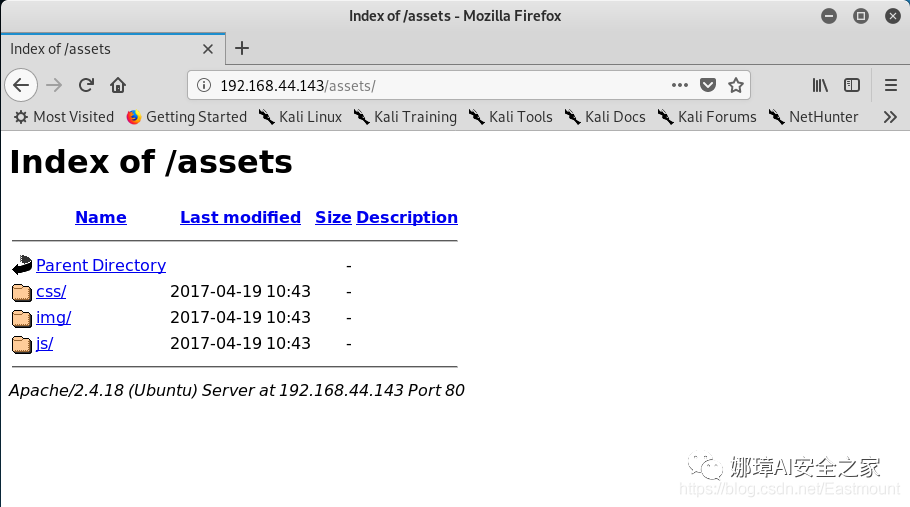 Index of /assets - Mozilla Firefox
Index of /assets
192.168.44.143/assets/
Most Visited Getting Started Kali Linux Kali Training Kali Tools Kali Docs Kali Forums NetHunter
Index of /assets
Name Last modified Size Description
Parent Directory -
css/ 2017-04-19 10:43 -
img/ 2017-04-19 10:43 -
js/ 2017-04-19 10:43 -
Apache/2.4.18 (Ubuntu) Server at 192.168.44.143 Port 80
娜璋AI安全之家
https://blog.csdn.net/Eastmount